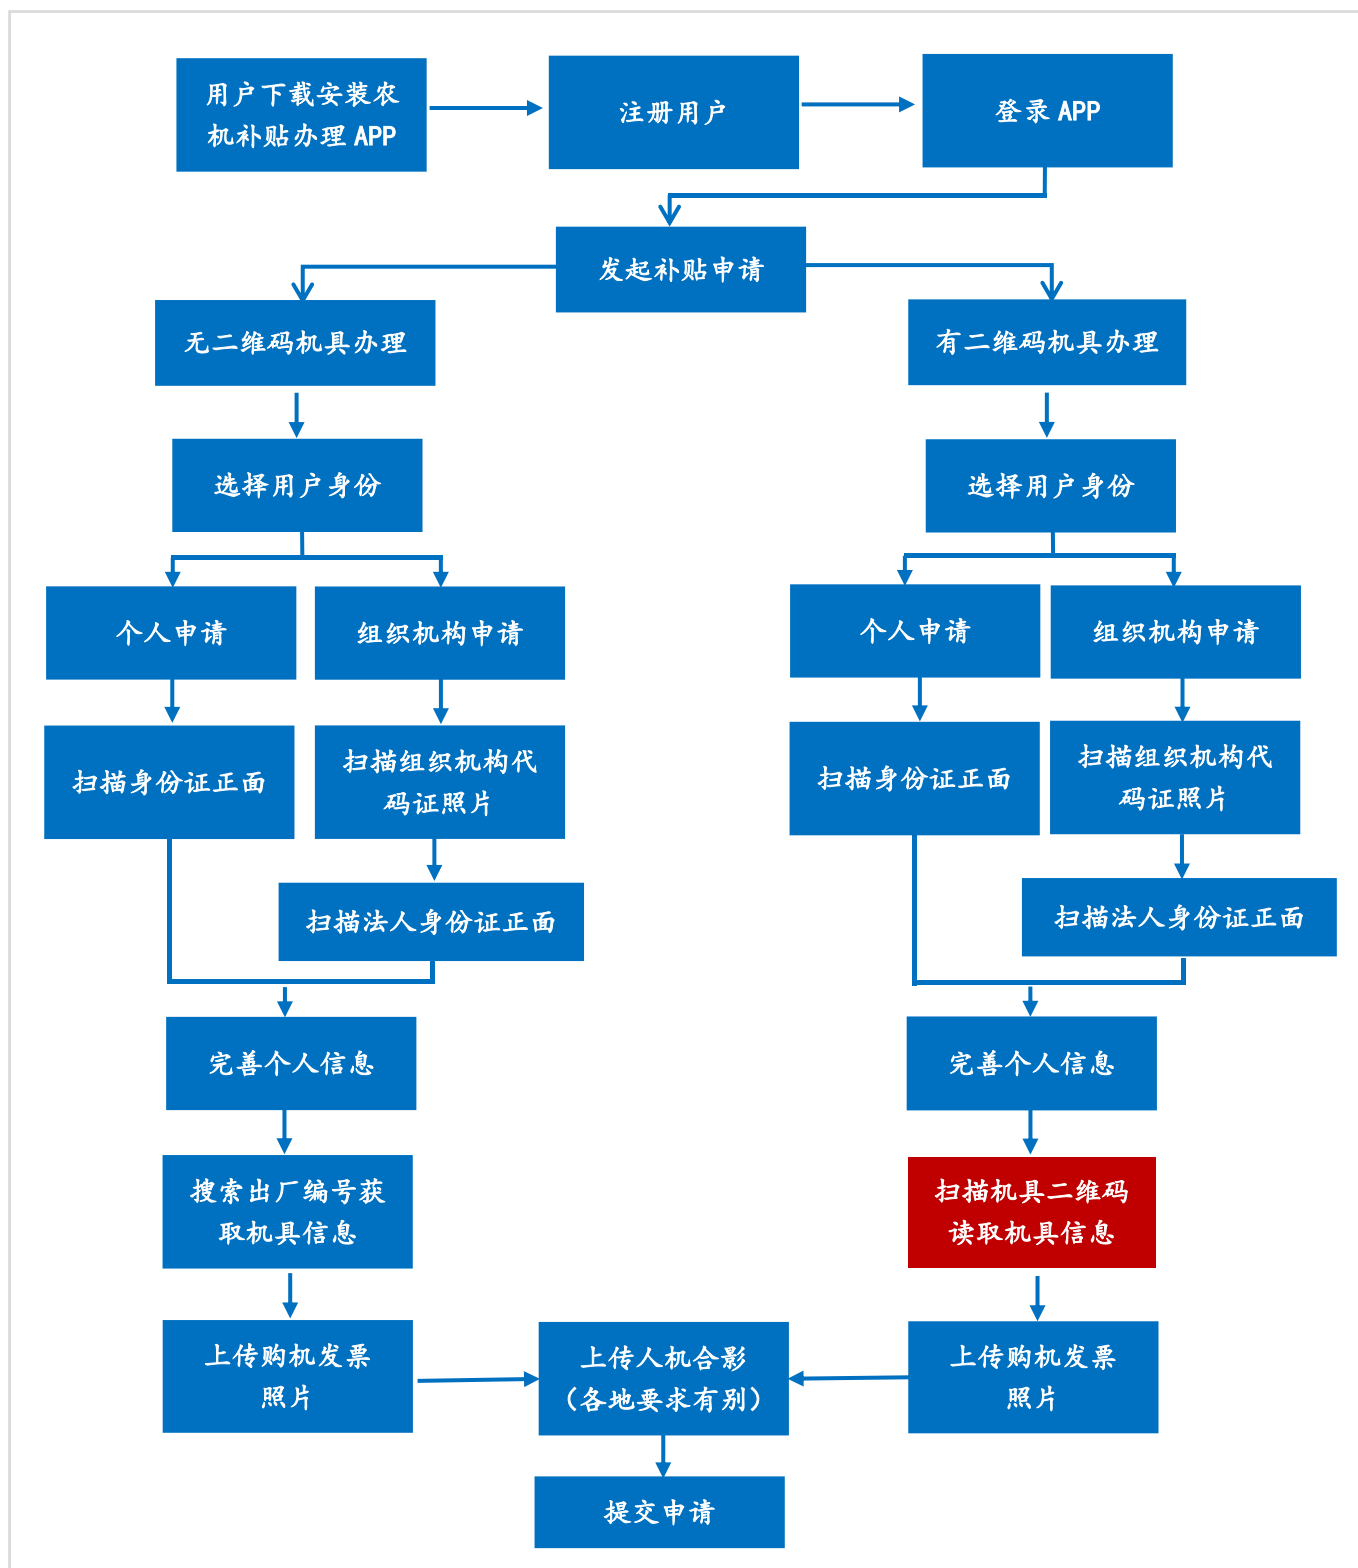 用户下载安装农
机补贴办理 APP
注册用户
登录 APP
发起补贴申请
无二维码机具办理
有二维码机具办理
选择用户身份
选择用户身份
个人申请
组织机构申请
个人申请
组织机构申请
扫描身份证正面
扫描组织机构代
码证照片
扫描身份证正面
扫描组织机构代
码证照片
扫描法人身份证正面
扫描法人身份证正面
完善个人信息
完善个人信息
搜索出厂编号获
取机具信息
扫描机具二维码
读取机具信息
上传购机发票
照片
上传人机合影
（各地要求有别）
上传购机发票
照片
提交申请